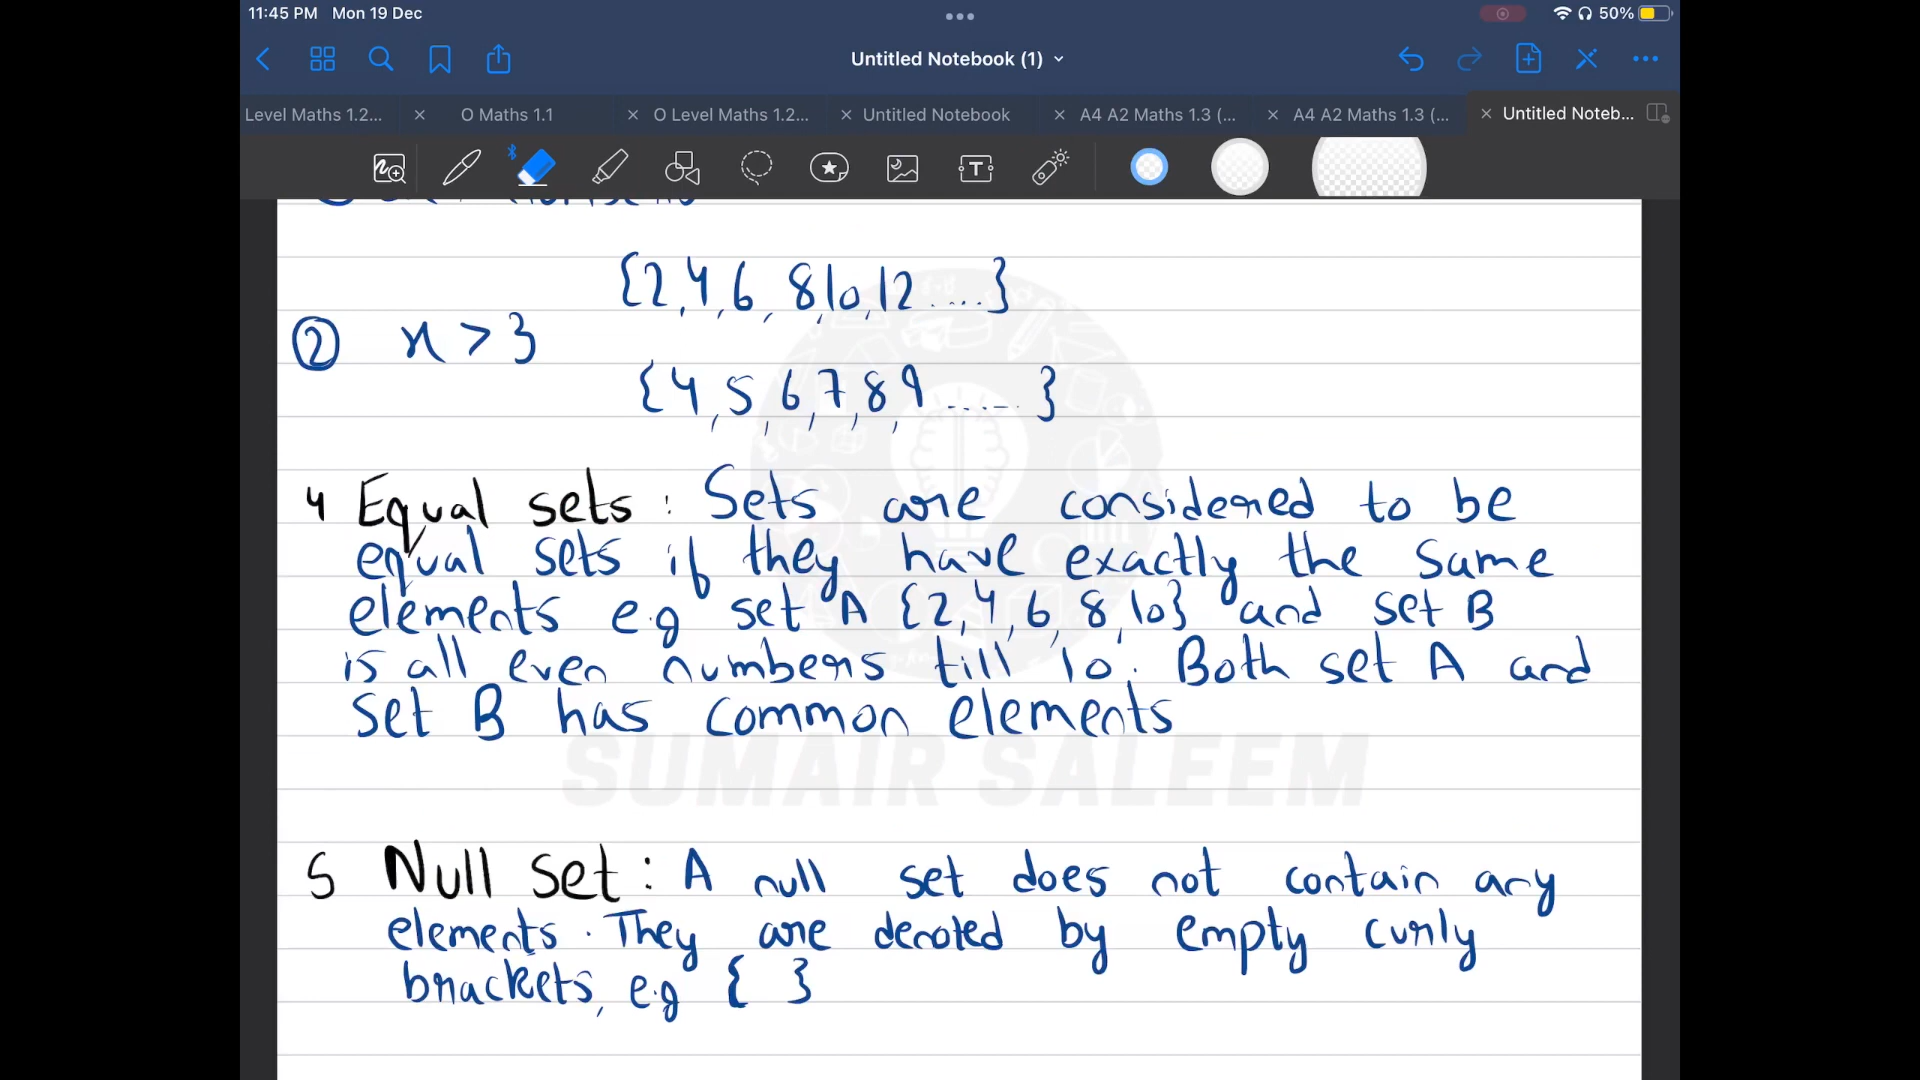 11:45 PM Mon 19 Dec
50%
Untitled Notebook (1)
Level Maths 1.2... O Maths 1.1 O Level Maths 1.2... Untitled Notebook A4 A2 Maths 1.3 (... A4 A2 Maths 1.3 (... Untitled Noteb...
{2,4,6,8,10,12....}
② x > 3
{4,5,6,7,8,9......}
4 Equal sets : Sets are considered to be
equal sets if they have exactly the same
elements e.g set A {2,4,6,8,10} and set B
is all even numbers till 10. Both set A and
set B has common elements
SUMAIR SALEEM
5 Null set : A null set does not contain any
elements. They are denoted by empty curly
brackets, e.g { }